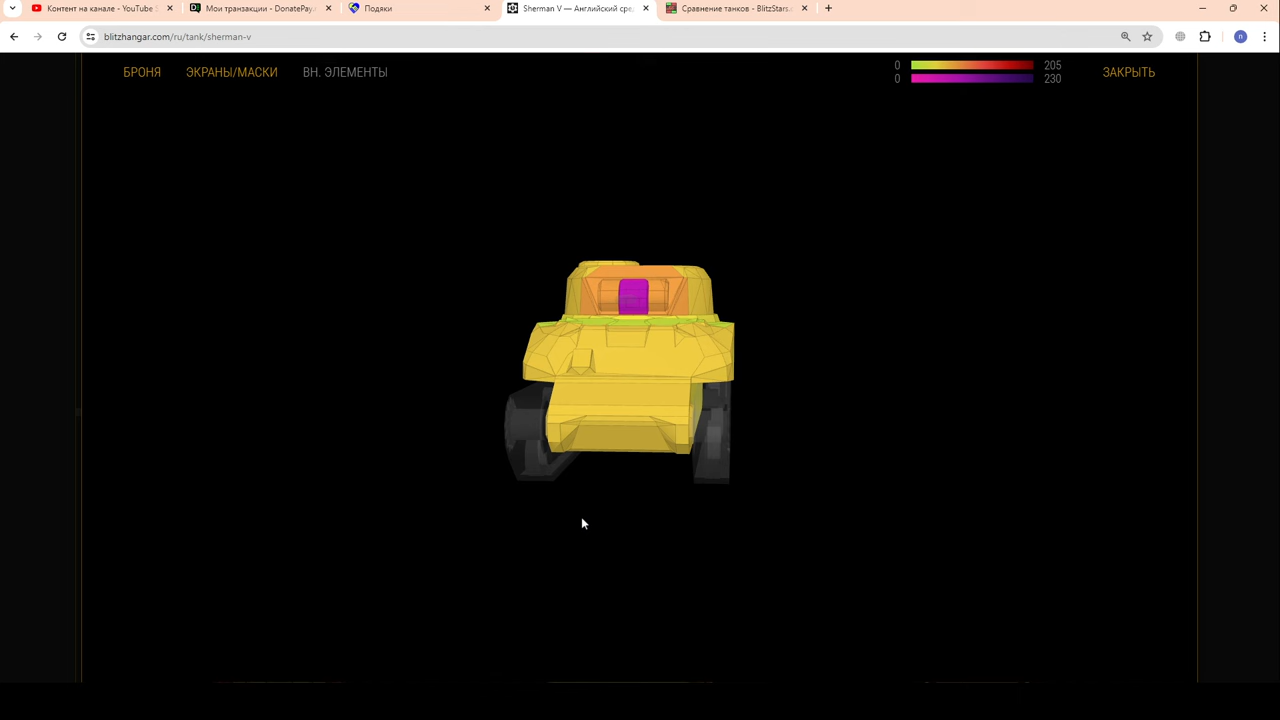 Контент на канале - YouTube S
Мои транзакции - DonatePay.
Подяки
Sherman V — Английский сре
Сравнение танков - BlitzStars.
blitzhangar.com/ru/tank/sherman-v
n
БРОНЯ ЭКРАНЫ/МАСКИ ВН. ЭЛЕМЕНТЫ
0 205
0 230
ЗАКРЫТЬ